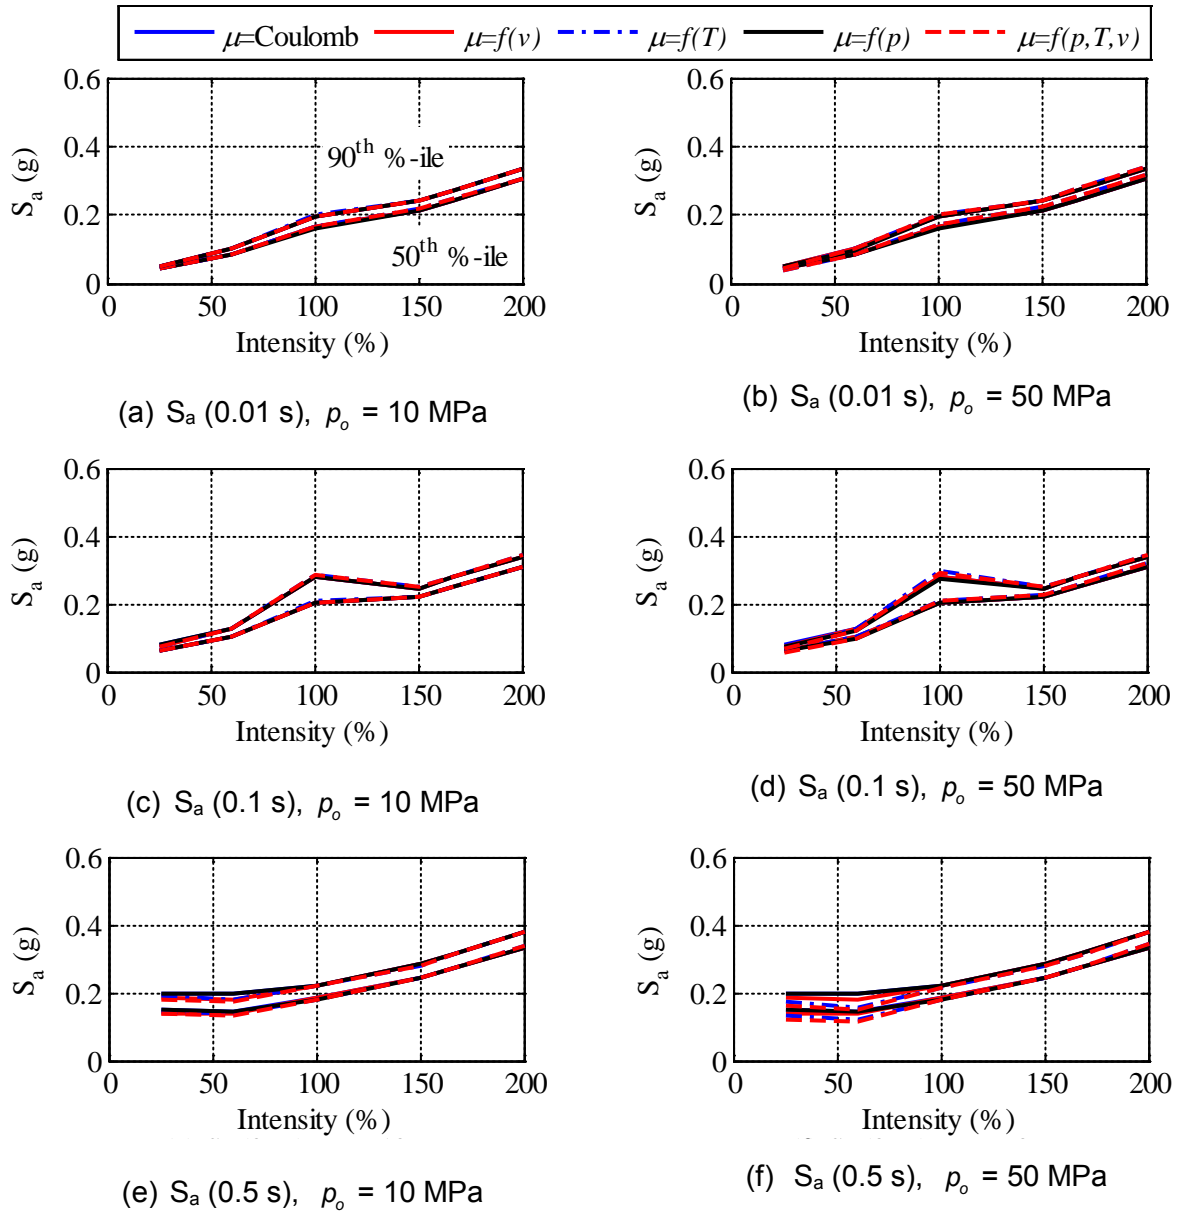 μ=Coulomb μ=f(v) μ=f(T) μ=f(p) μ=f(p,T,v)
0.6
0.4
0.2
0
Sa (g)
90th %-ile
50th %-ile
0 50 100 150 200
Intensity (%)
(a) Sa (0.01 s), po = 10 MPa
0.6
0.4
0.2
0
Sa (g)
0 50 100 150 200
Intensity (%)
(b) Sa (0.01 s), po = 50 MPa
0.6
0.4
0.2
0
Sa (g)
0 50 100 150 200
Intensity (%)
(c) Sa (0.1 s), po = 10 MPa
0.6
0.4
0.2
0
Sa (g)
0 50 100 150 200
Intensity (%)
(d) Sa (0.1 s), po = 50 MPa
0.6
0.4
0.2
0
Sa (g)
0 50 100 150 200
Intensity (%)
(e) Sa (0.5 s), po = 10 MPa
0.6
0.4
0.2
0
Sa (g)
0 50 100 150 200
Intensity (%)
(f) Sa (0.5 s), po = 50 MPa